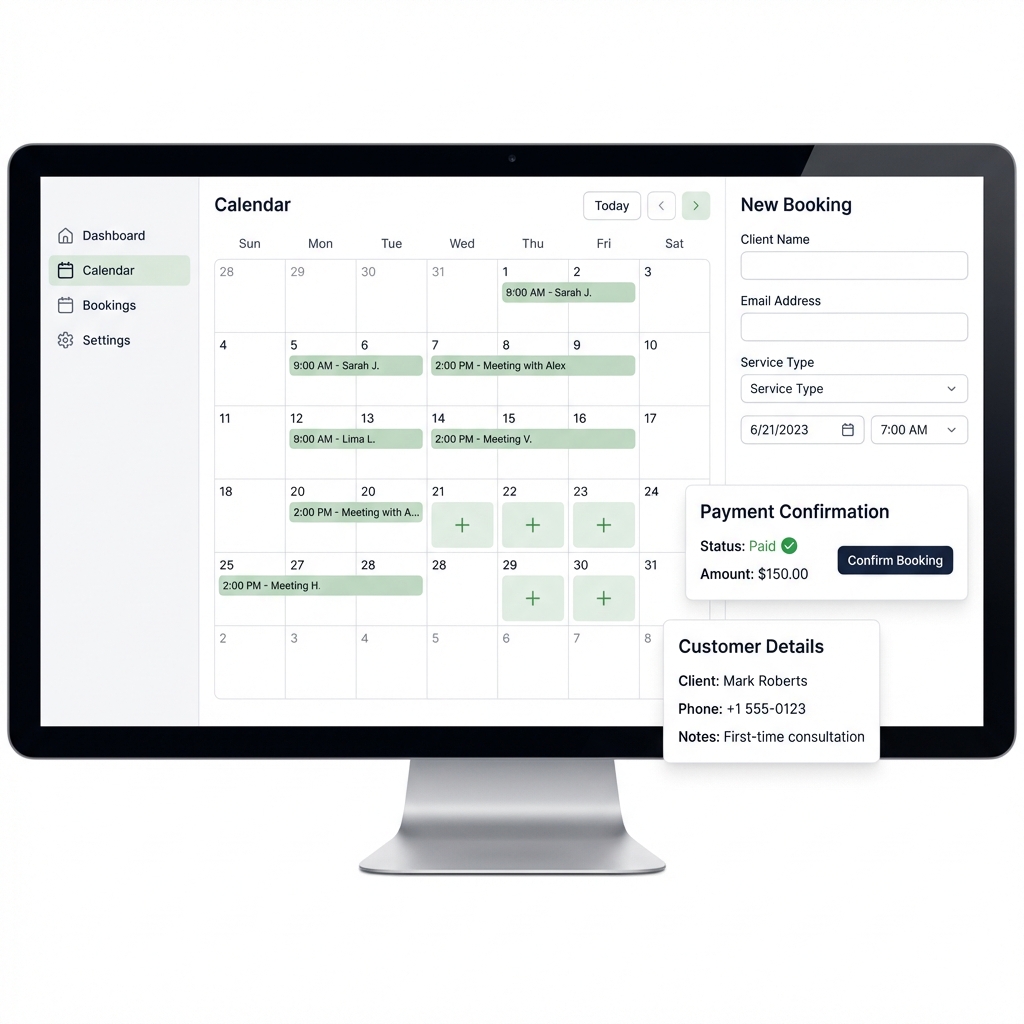 Dashboard
Calendar
Bookings
Settings
Calendar
Today
Sun Mon Tue Wed Thu Fri Sat
28 29 30 31 1 2 3
9:00 AM - Sarah J.
4 5 6 7 8 9 10
9:00 AM - Sarah J. 2:00 PM - Meeting with Alex
11 12 13 14 15 16 17
9:00 AM - Lima L. 2:00 PM - Meeting V.
18 20 20 21 22 23 24
2:00 PM - Meeting with A...
+ + +
25 27 28 28 29 30 31
2:00 PM - Meeting H.
+ +
2 3 4 5 6 7 8
New Booking
Client Name
Email Address
Service Type
Service Type
6/21/2023 7:00 AM
Payment Confirmation
Status: Paid
Amount: $150.00
Confirm Booking
Customer Details
Client: Mark Roberts
Phone: +1 555-0123
Notes: First-time consultation